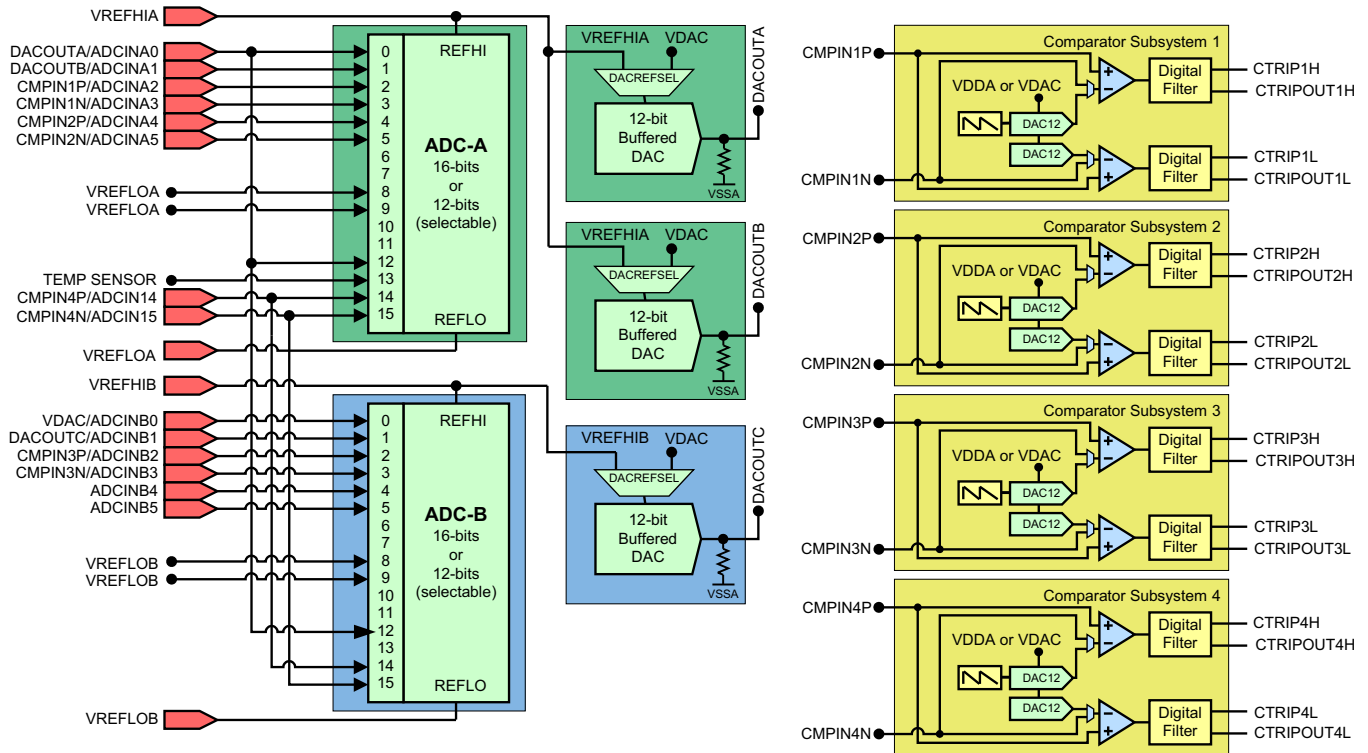 VREFHIA
DACOUTA/ADCINA0
DACOUTB/ADCINA1
CMPIN1P/ADCINA2
CMPIN1N/ADCINA3
CMPIN2P/ADCINA4
CMPIN2N/ADCINA5
VREFLOA
VREFLOA
TEMP SENSOR
CMPIN4P/ADCIN14
CMPIN4N/ADCIN15
VREFLOA
REFHI
0
1
2
3
4
5
6
7
8
9
10
11
12
13
14
15
ADC-A
16-bits
or
12-bits
(selectable)
REFLO
VREFHIB
VDAC/ADCINB0
DACOUTC/ADCINB1
CMPIN3P/ADCINB2
CMPIN3N/ADCINB3
ADCINB4
ADCINB5
VREFLOB
VREFLOB
VREFLOB
REFHI
0
1
2
3
4
5
6
7
8
9
10
11
12
13
14
15
ADC-B
16-bits
or
12-bits
(selectable)
REFLO
VREFHIA
VDAC
DACREFSEL
12-bit
Buffered
DAC
VSSA
DACOUTA
VREFHIA
VDAC
DACREFSEL
12-bit
Buffered
DAC
VSSA
DACOUTB
VREFHIB
VDAC
DACREFSEL
12-bit
Buffered
DAC
VSSA
DACOUTC
Comparator Subsystem 1
CMPIN1P
CMPIN1N
VDDA or VDAC
DAC12
DAC12
+
−
−
+
Digital
Filter
Digital
Filter
CTRIP1H
CTRIPOUT1H
CTRIP1L
CTRIPOUT1L
Comparator Subsystem 2
CMPIN2P
CMPIN2N
VDDA or VDAC
DAC12
DAC12
+
−
−
+
Digital
Filter
Digital
Filter
CTRIP2H
CTRIPOUT2H
CTRIP2L
CTRIPOUT2L
Comparator Subsystem 3
CMPIN3P
CMPIN3N
VDDA or VDAC
DAC12
DAC12
+
−
−
+
Digital
Filter
Digital
Filter
CTRIP3H
CTRIPOUT3H
CTRIP3L
CTRIPOUT3L
Comparator Subsystem 4
CMPIN4P
CMPIN4N
VDDA or VDAC
DAC12
DAC12
+
−
−
+
Digital
Filter
Digital
Filter
CTRIP4H
CTRIPOUT4H
CTRIP4L
CTRIPOUT4L